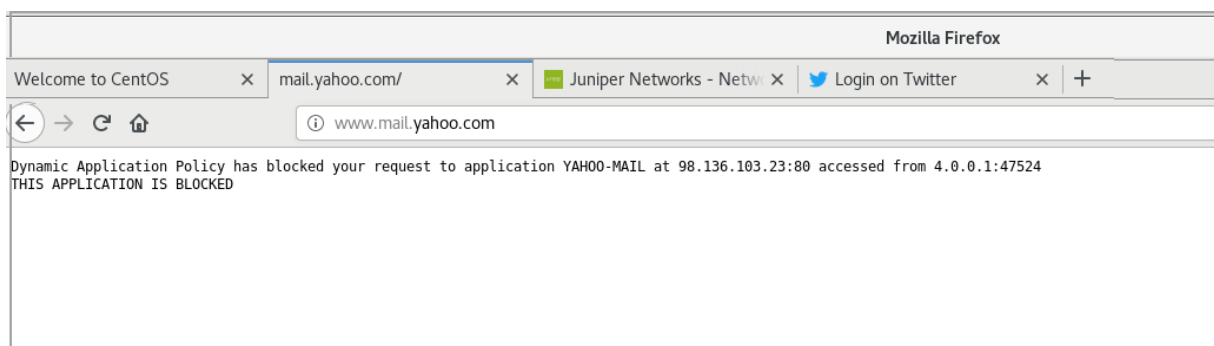 Mozilla Firefox
Welcome to CentOS
mail.yahoo.com/
Juniper Networks - Netw
Login on Twitter
www.mail.yahoo.com
Dynamic Application Policy has blocked your request to application YAHOO-MAIL at 98.136.103.23:80 accessed from 4.0.0.1:47524
THIS APPLICATION IS BLOCKED